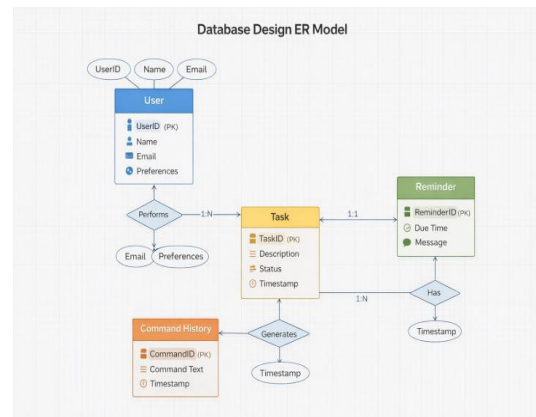 Database Design ER Model
UserID
Name
Email
User
UserID (PK)
Name
Email
Preferences
Performs
1:N
Email
Preferences
Task
TaskID (PK)
Description
Status
Timestamp
1:1
Reminder
ReminderID(PK)
Due Time
Message
1:N
Has
Timestamp
Command History
CommandID (PK)
Command Text
Timestamp
Generates
Timestamp